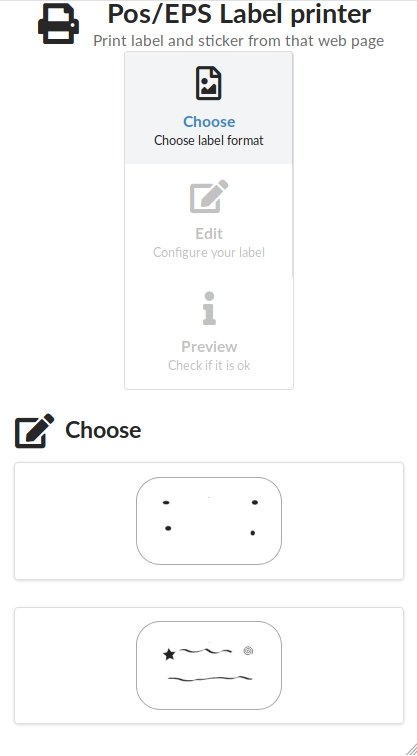 Pos/EPS Label printer
Print label and sticker from that web page
Choose
Choose label format
Edit
Configure your label
Preview
Check if it is ok
Choose